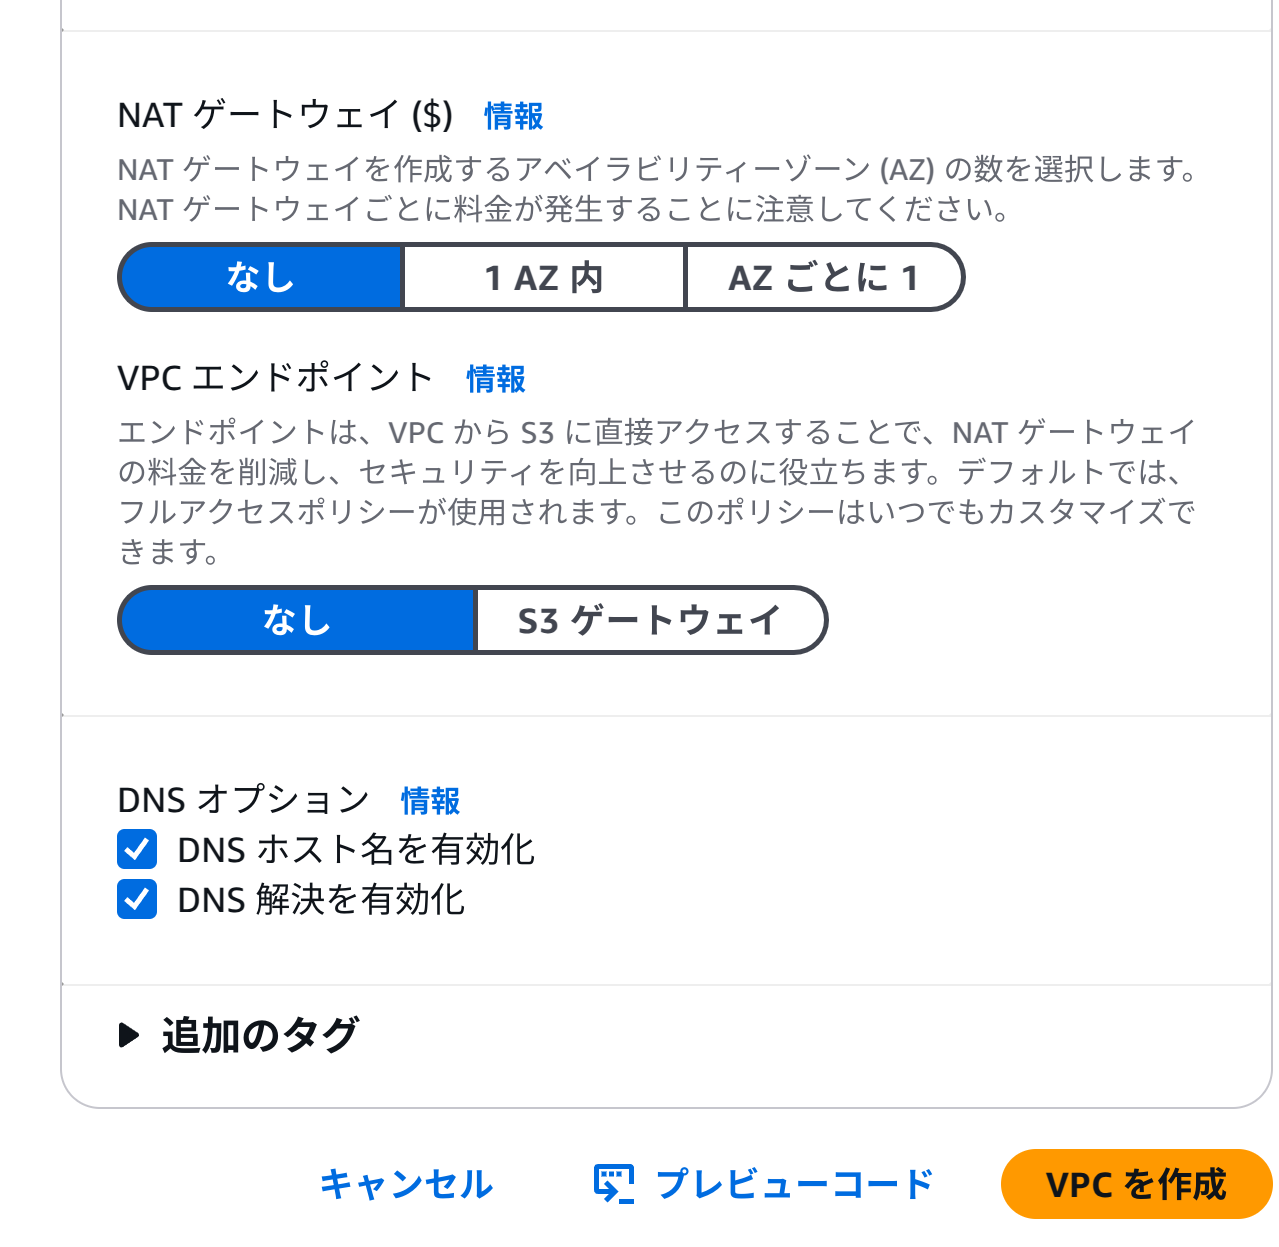 NAT ゲートウェイ ($) 情報
NAT ゲートウェイを作成するアベイラビリティーゾーン (AZ) の数を選択します。
NAT ゲートウェイごとに料金が発生することに注意してください。
なし 1 AZ 内 AZ ごとに 1
VPC エンドポイント 情報
エンドポイントは、VPC から S3 に直接アクセスすることで、NAT ゲートウェイ
の料金を削減し、セキュリティを向上させるのに役立ちます。デフォルトでは、
フルアクセスポリシーが使用されます。このポリシーはいつでもカスタマイズで
きます。
なし S3 ゲートウェイ
DNS オプション 情報
DNS ホスト名を有効化
DNS 解決を有効化
追加のタグ
キャンセル プレビューコード VPC を作成